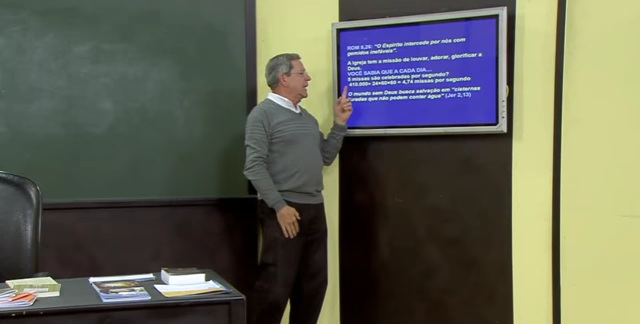 ROM 8,26: "O Espírito intercede por nós com
gemidos inefáveis".
A Igreja tem a missão de louvar, adorar, glorificar a
Deus.
VOCÊ SABIA QUE A CADA DIA...
5 missas são celebradas por segundo?
410.000÷ 24÷60÷60 = 4,74 missas por segundo
O mundo sem Deus busca salvação em "cisternas
furadas que não podem conter água" (Jer 2,13)